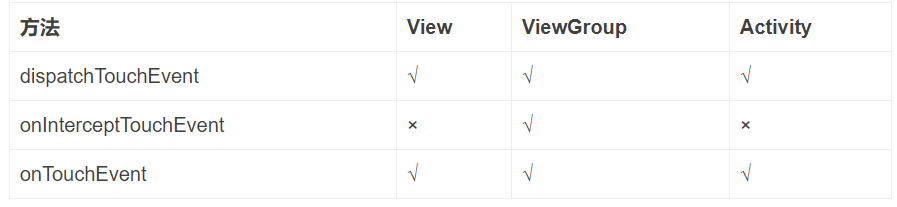 方法 View ViewGroup Activity
dispatchTouchEvent √ √ √
onInterceptTouchEvent × √ ×
onTouchEvent √ √ √